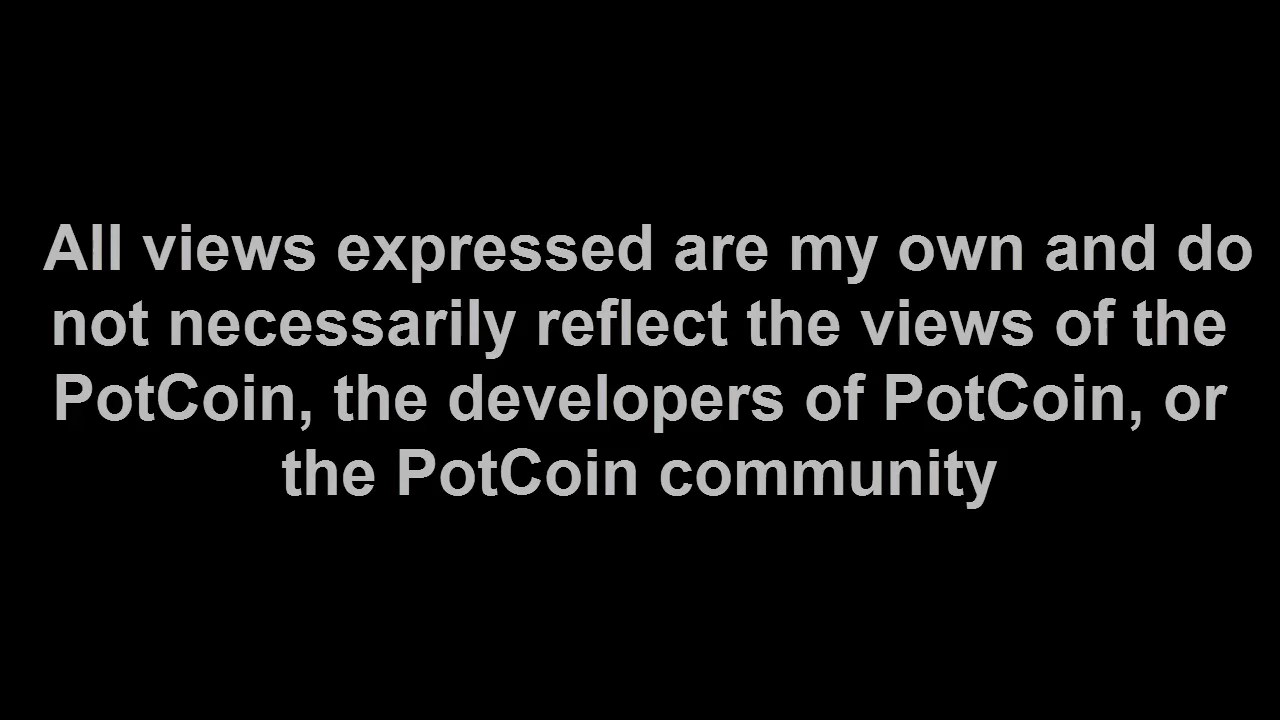 All views expressed are my own and do
not necessarily reflect the views of the
PotCoin, the developers of PotCoin, or
the PotCoin community